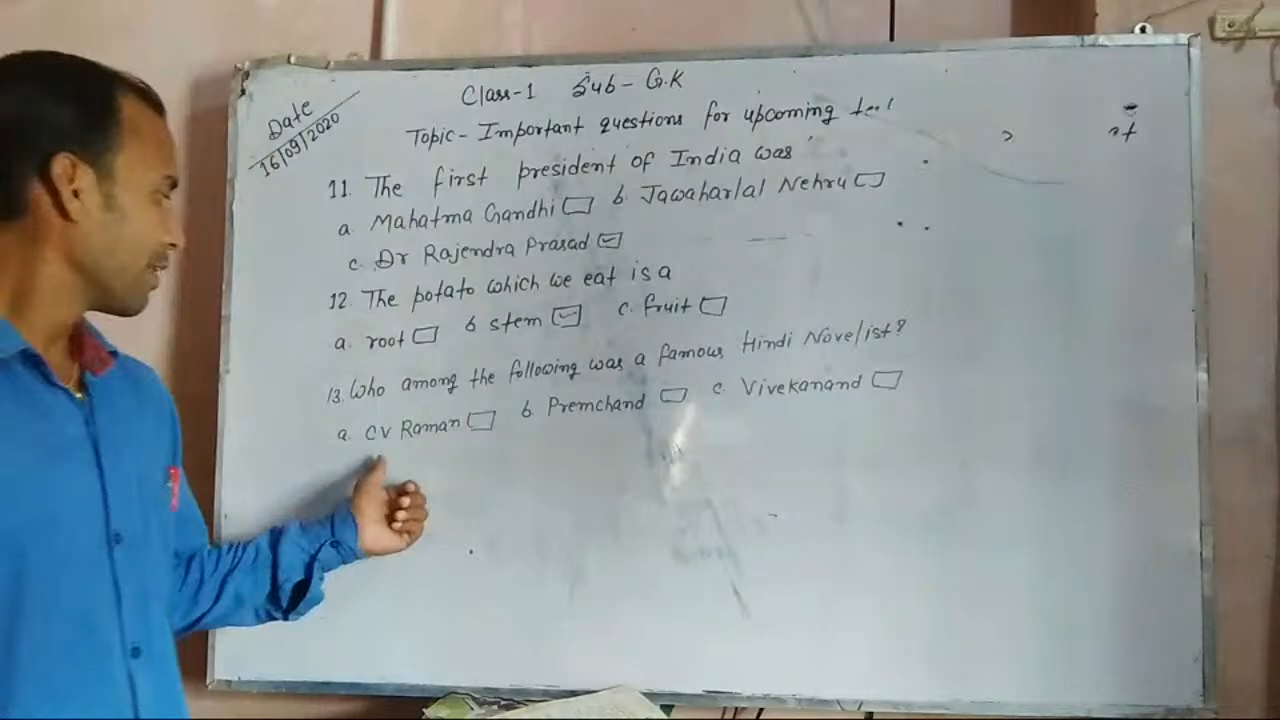 Date
16/09/2020
Class-1 Sub- G.K
Topic- Important questions for upcoming
11. The first president of India was
a. Mahatma Gandhi b. Jawaharlal Nehru
c. Dr Rajendra Prasad
12. The potato which we eat is a
a. root b stem c. fruit
13. Who among the following was a famous Hindi Novelist?
a. CV Raman b. Premchand c. Vivekanand